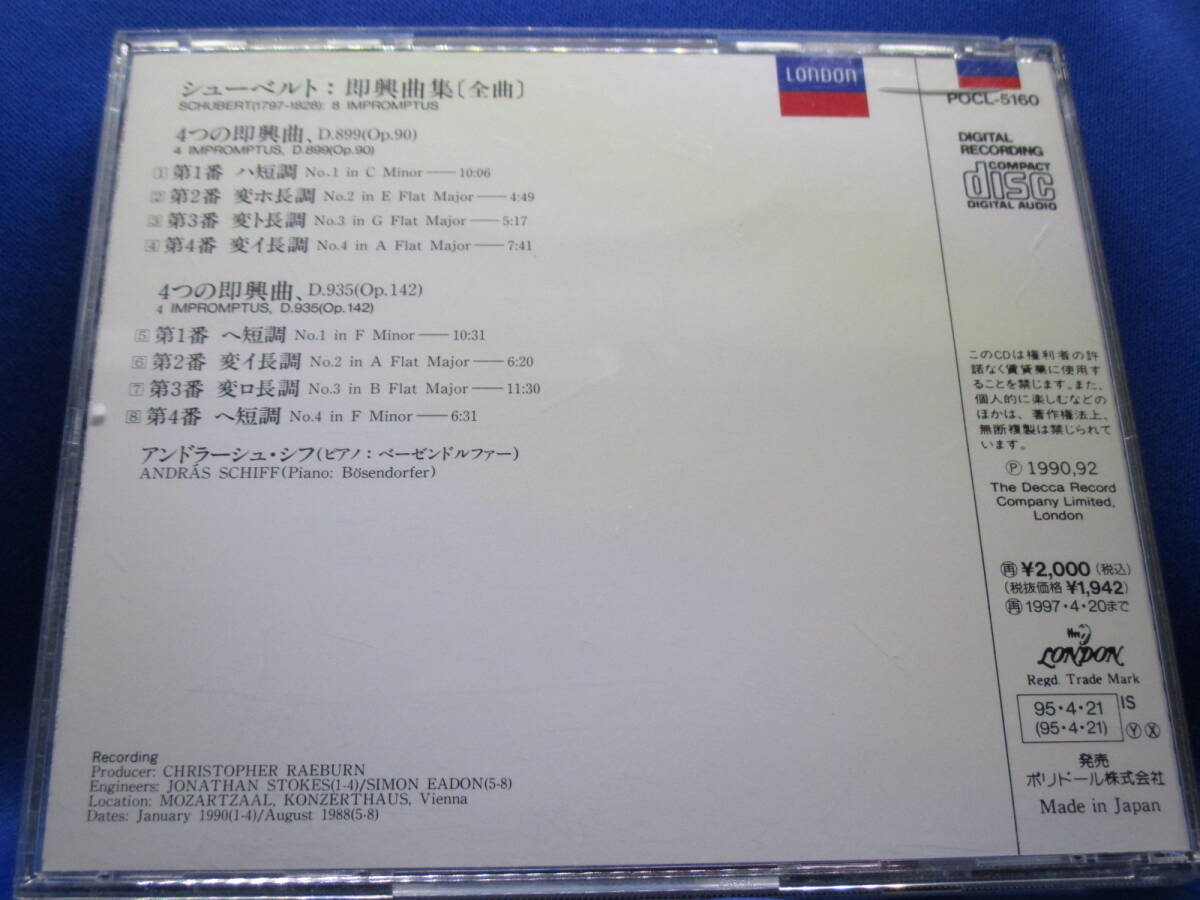 シューベルト：即興曲集〔全曲〕
SCHUBERT(1797-1828): 8 IMPROMPTUS
4つの即興曲、D.899(Op.90)
4 IMPROMPTUS, D.899(Op.90)
1 第1番 ハ短調 No.1 in C Minor——10:06
2 第2番 変ホ長調 No.2 in E Flat Major——4:49
3 第3番 変ト長調 No.3 in G Flat Major——5:17
4 第4番 変イ長調 No.4 in A Flat Major——7:41
4つの即興曲、D.935(Op.142)
4 IMPROMPTUS, D.935(Op.142)
5 第1番 ヘ短調 No.1 in F Minor——10:31
6 第2番 変イ長調 No.2 in A Flat Major——6:20
7 第3番 変ロ長調 No.3 in B Flat Major——11:30
8 第4番 ヘ短調 No.4 in F Minor——6:31
アンドラーシュ・シフ(ピアノ：ベーゼンドルファー)
ANDRÁS SCHIFF(Piano: Bösendorfer)
Recording
Producer: CHRISTOPHER RAEBURN
Engineers: JONATHAN STOKES(1-4)/SIMON EADON(5-8)
Location: MOZARTZAAL, KONZERTHAUS, Vienna
Dates: January 1990(1-4)/August 1988(5-8)
LONDON
POCL-5160
DIGITAL
RECORDING
COMPACT
disc
DIGITAL AUDIO
このCDは権利者の許
諾なく賃貸業に使用す
ることを禁じます。また、
個人的に楽しむなどの
ほかは、著作権法上、
無断複製は禁じられて
います。
Ⓟ 1990,92
The Decca Record
Company Limited,
London
㊢ ¥2,000 (税込)
(税抜価格 ¥1,942)
㊢ 1997・4・20まで
LONDON
Regd. Trade Mark
95・4・21 IS
(95・4・21) Ⓨ Ⓧ
発売
ポリドール株式会社
Made in Japan